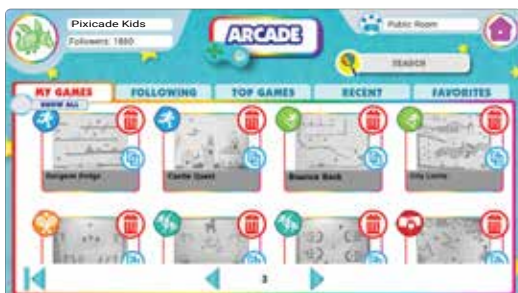 Pixicade Kids
Followers: 1860
ARCADE
Public Room
SEARCH
MY GAMES
FOLLOWING
TOP GAMES
RECENT
FAVORITES
SHOW ALL
Dungeon Dodge
Castle Quest
Bounce Back
City Limits
3